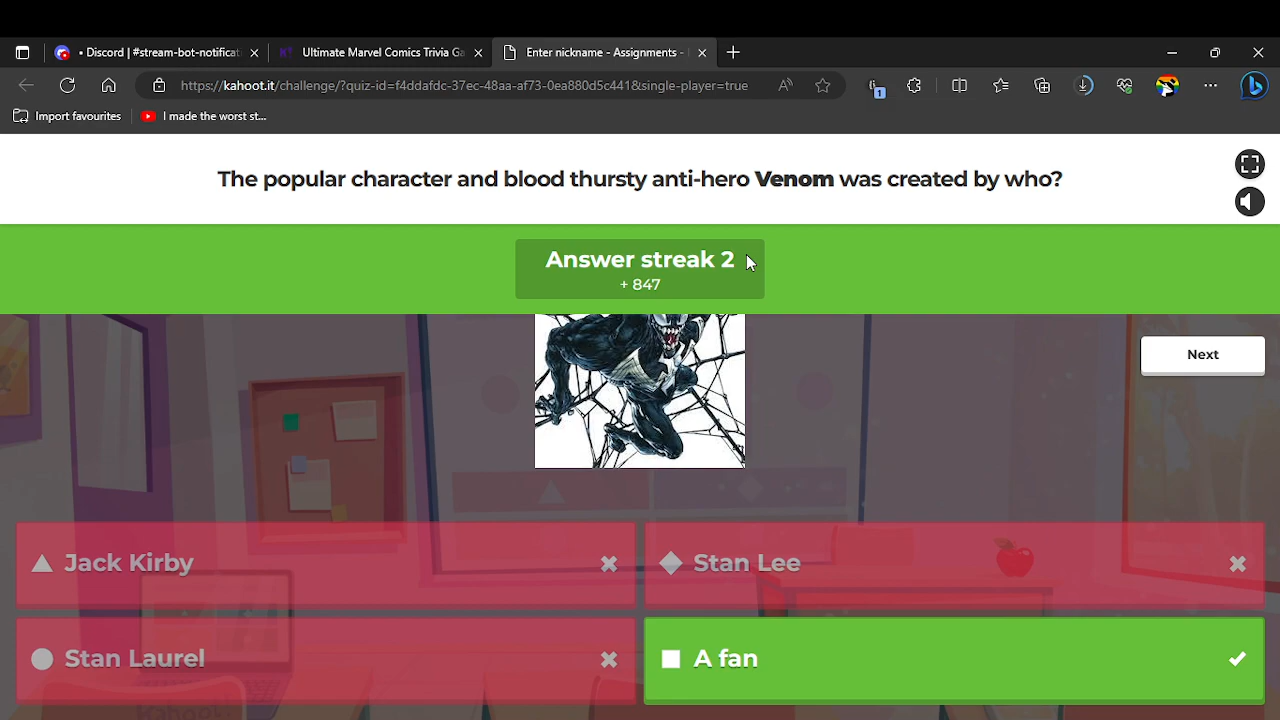 • Discord | #stream-bot-notificat
Ultimate Marvel Comics Trivia Ga
Enter nickname - Assignments -
https://kahoot.it/challenge/?quiz-id=f4ddafdc-37ec-48aa-af73-0ea880d5c441&single-player=true
1
Import favourites
I made the worst st...
The popular character and blood thursty anti-hero Venom was created by who?
Answer streak 2
+ 847
Next
Jack Kirby
Stan Lee
Stan Laurel
A fan